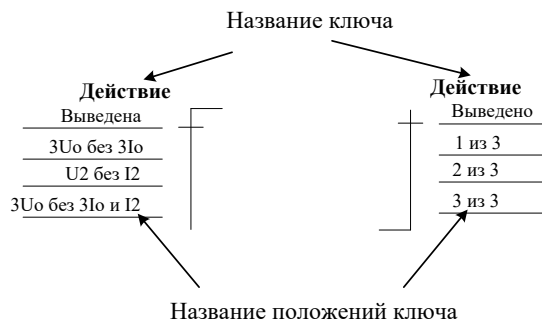 Название ключа
Действие
Выведена
3Uo без 3Io
U2 без I2
3Uo без 3Io и I2
Действие
Выведено
1 из 3
2 из 3
3 из 3
Название положений ключа